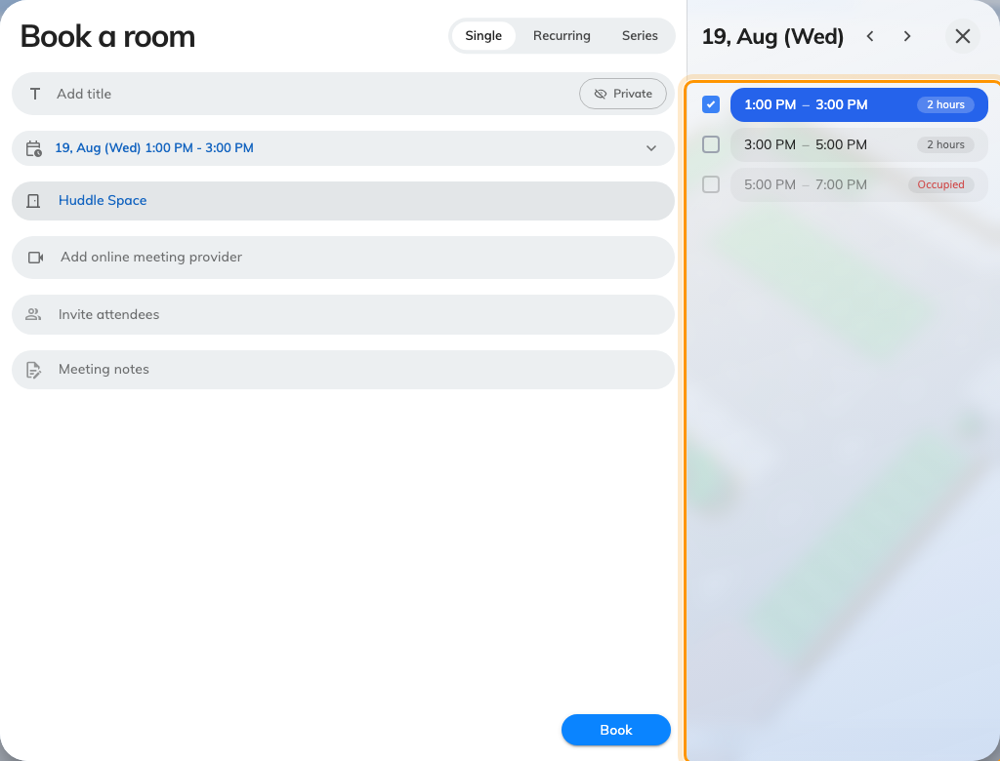 Book a room
Single Recurring Series
Add title
Private
19, Aug (Wed) 1:00 PM - 3:00 PM
Huddle Space
Add online meeting provider
Invite attendees
Meeting notes
Book
19, Aug (Wed)
1:00 PM – 3:00 PM 2 hours
3:00 PM – 5:00 PM 2 hours
5:00 PM – 7:00 PM Occupied